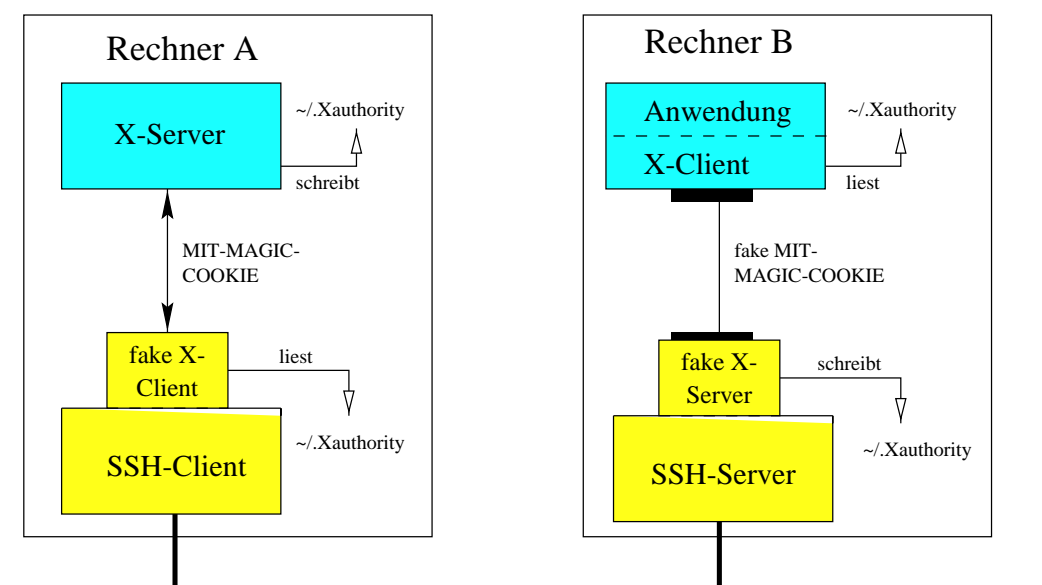 Rechner A
X-Server
~/.Xauthority
schreibt
MIT-MAGIC-
COOKIE
fake X-
Client
liest
~/.Xauthority
SSH-Client
Rechner B
Anwendung
X-Client
~/.Xauthority
liest
fake MIT-
MAGIC-COOKIE
fake X-
Server
schreibt
~/.Xauthority
SSH-Server